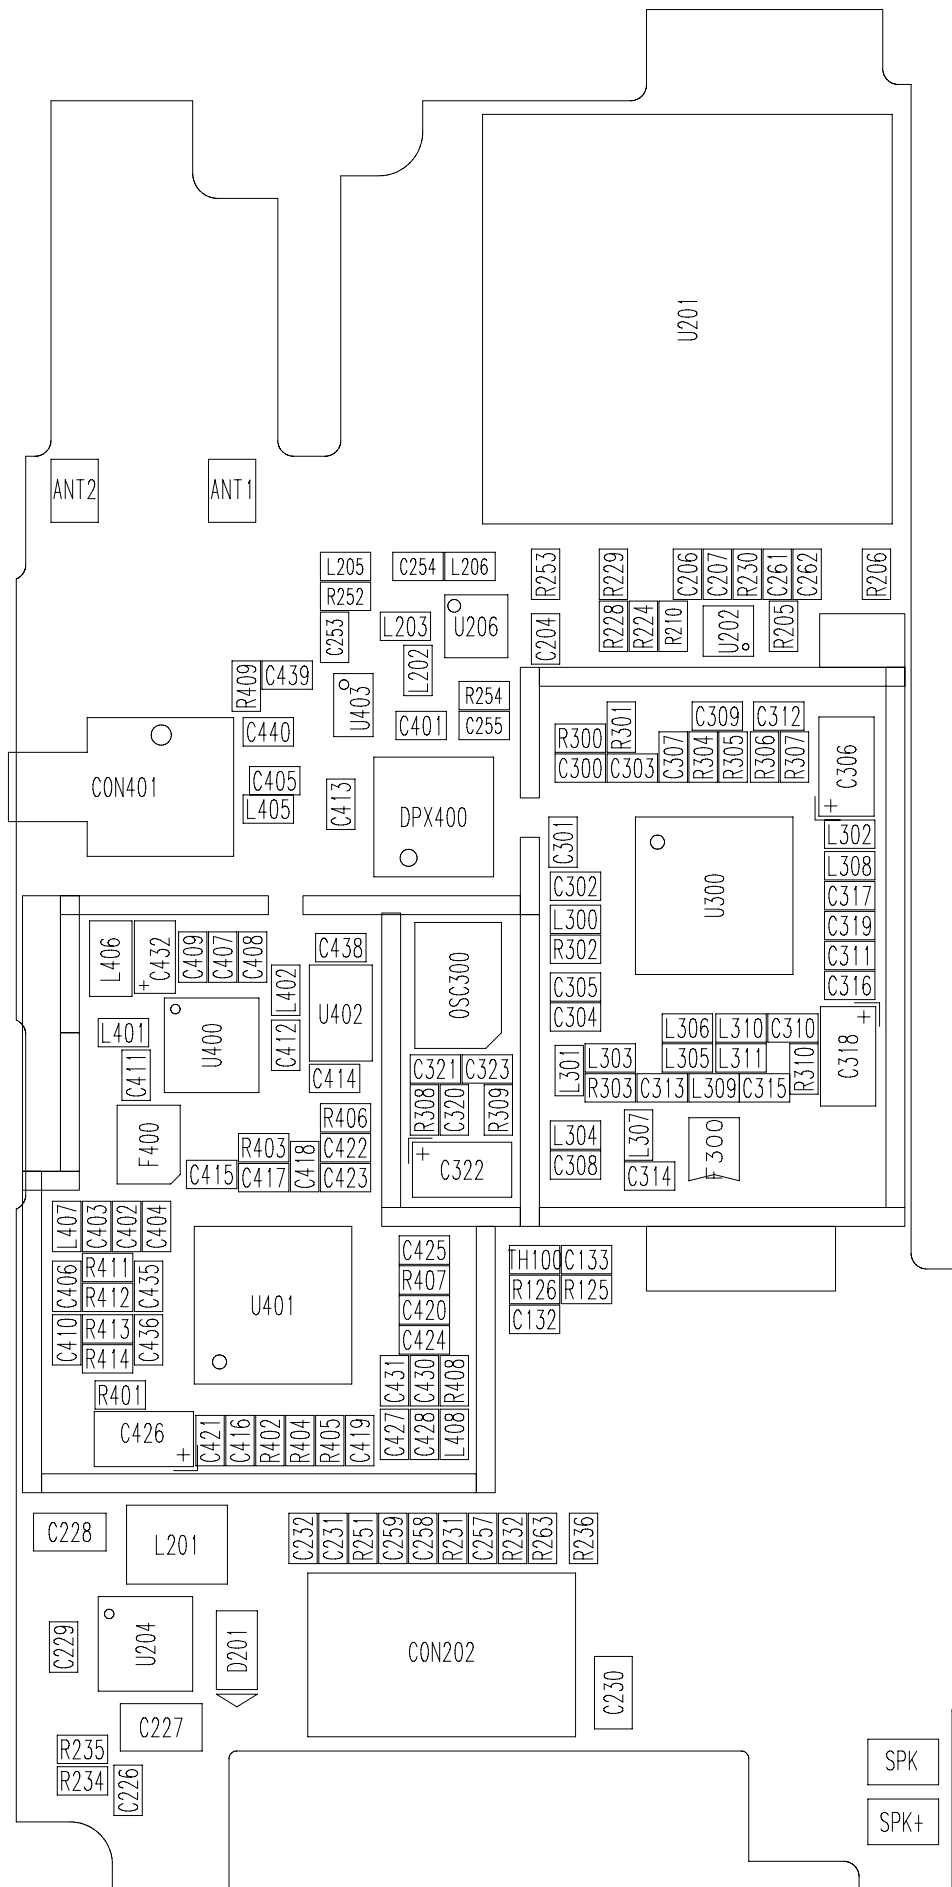 U201
ANT2 ANT1
L205 C254 L206 R253 R229 C206 C207 R230 C261 C262 R206
R252
C253 L203 U206 C204 R228 R224 R210 U202 R205
L202
R409 C439 U403 R254
C440 C401 C255 R300 R301 C309 C312
C300 C303 C307 R304 R305 R306 R307 C306
CON401 C405
L405 C413 DPX400
C301 L302
L308
C302 U300 C317
L300 C319
R302 C311
C305 C316
C304
L406 C432 C409 C407 C408 C438 OSC300
L402 U402
L401 U400 C412 L306 L310 C310 C318
C411 C414 C321 C323 L301 L303 L305 L311 R310
R303 C313 L309 C315
R308 C320 R309
F400 R406 L304 L307 F300
R403 C418 C422 C308
C415 C417 C423 C322 C314
L407 C403 C402 C404
C425 TH100 C133
C406 R411 C435 R407 R126 R125
R412 U401 C420 C132
C410 R413 C436 C424
R414 C431 C430 R408
R401
C426 C421 C416 R402 R404 R405 C419 C427 C428 L408
C228 L201 C232 C231 R251 C259 C258 R231 C257 R232 R263 R236
C229 U204 D201 CON202
C230
C227
R235
R234 C226
SPK
SPK+